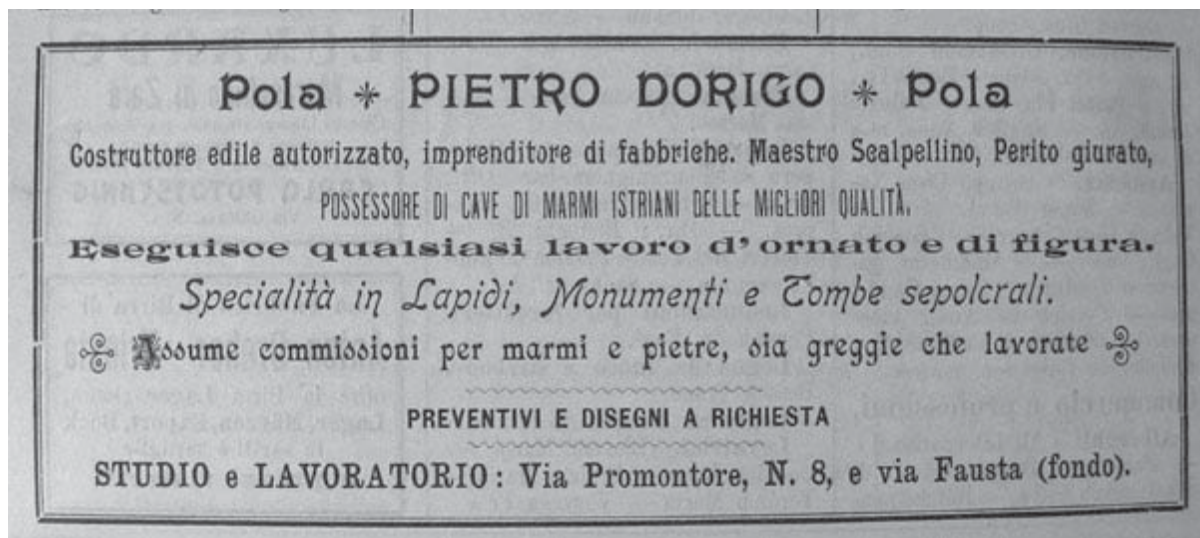 Pola * PIETRO DORIGO * Pola
Costruttore edile autorizzato, imprenditore di fabbriche. Maestro Scalpellino, Perito giurato,
POSSESSORE DI CAVE DI MARMI ISTRIANI DELLE MIGLIORI QUALITÀ.
Eseguisce qualsiasi lavoro d'ornato e di figura.
Specialità in Lapidi, Monumenti e Tombe sepolcrali.
Assume commissioni per marmi e pietre, sia greggie che lavorate
PREVENTIVI E DISEGNI A RICHIESTA
STUDIO e LAVORATORIO: Via Promontore, N. 8, e via Fausta (fondo).